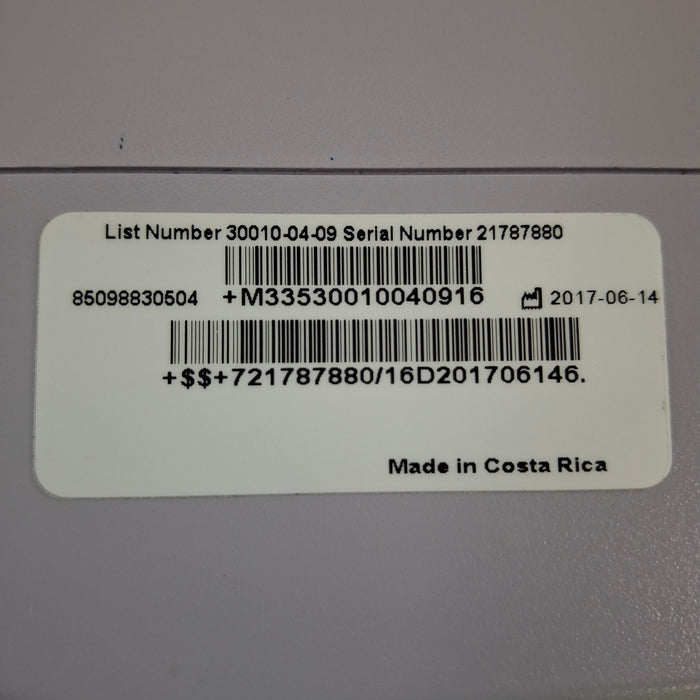 List Number 30010-04-09 Serial Number 21787880
85098830504 +M33530010040916 2017-06-14
+$$+721787880/16D201706146.
Made in Costa Rica